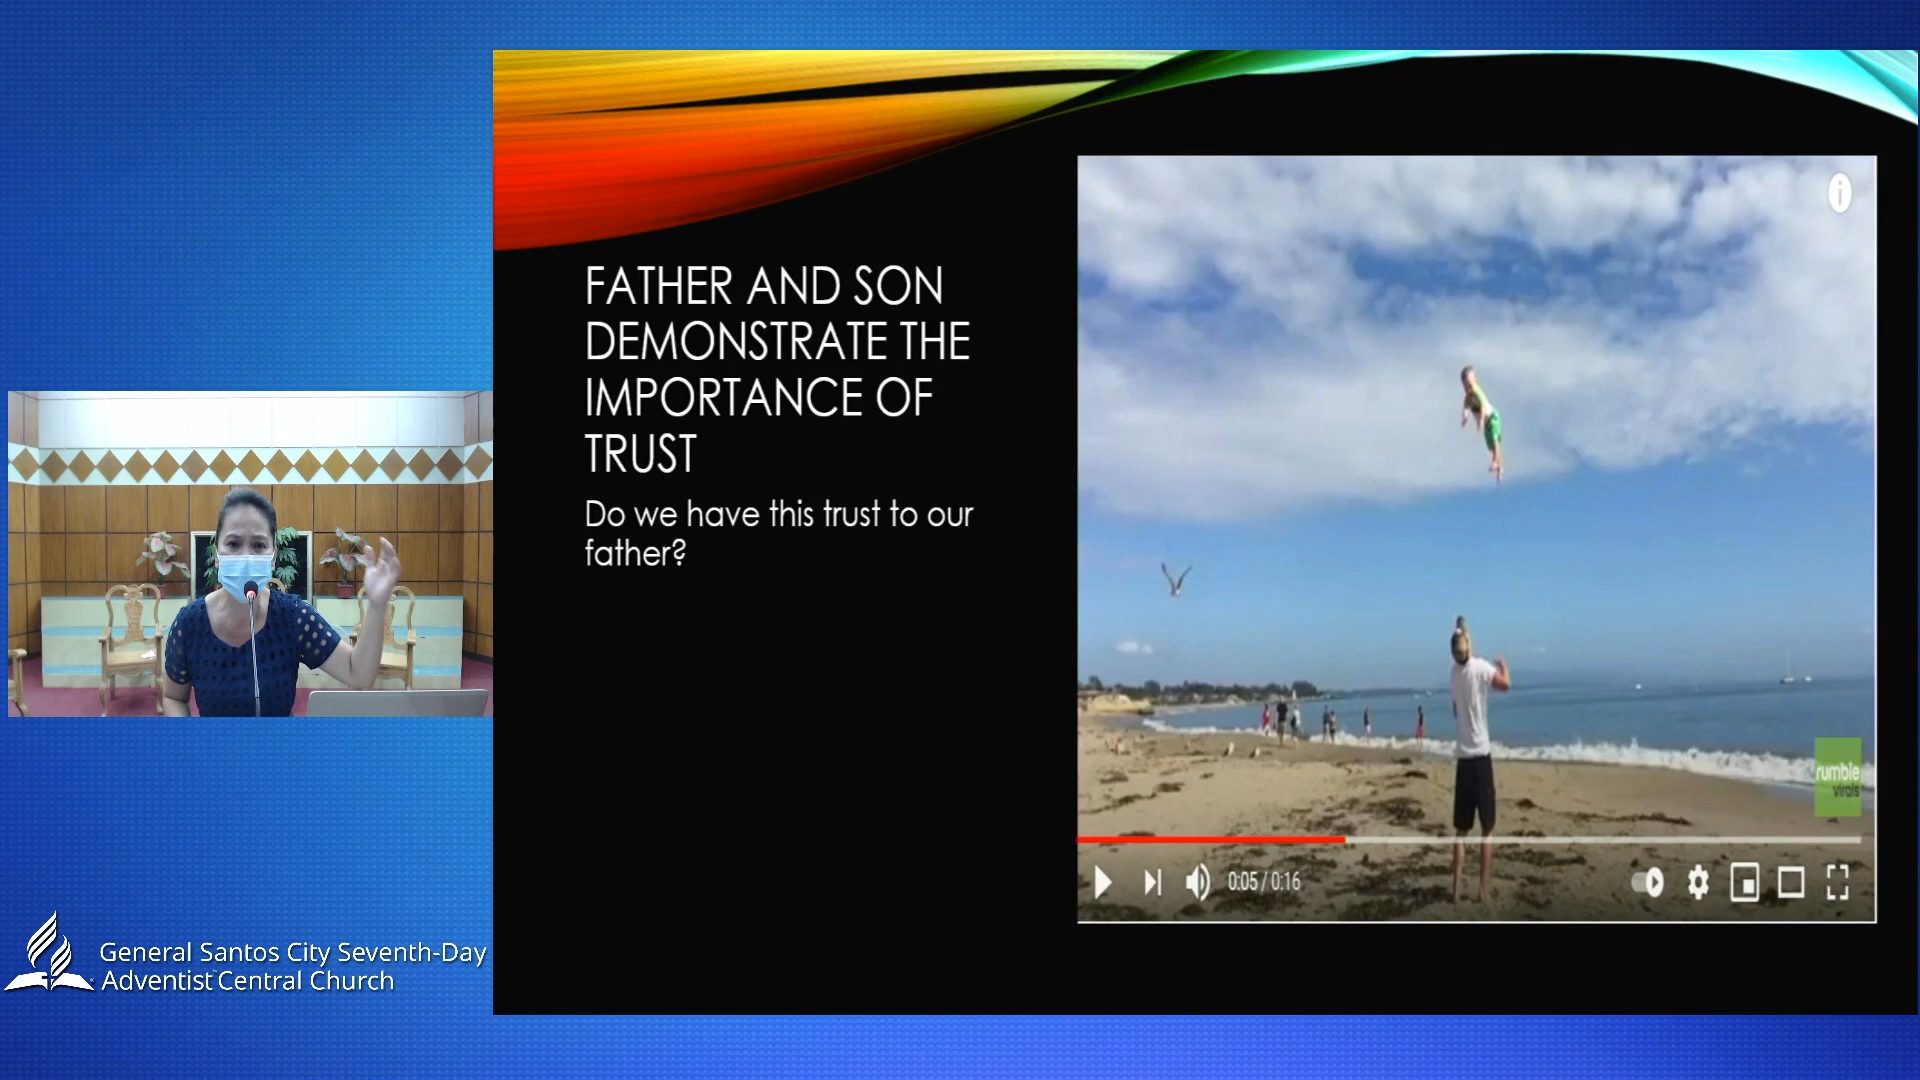 FATHER AND SON
DEMONSTRATE THE
IMPORTANCE OF
TRUST
Do we have this trust to our
father?
rumble
virals
0:05 / 0:16
General Santos City Seventh-Day
Adventist Central Church